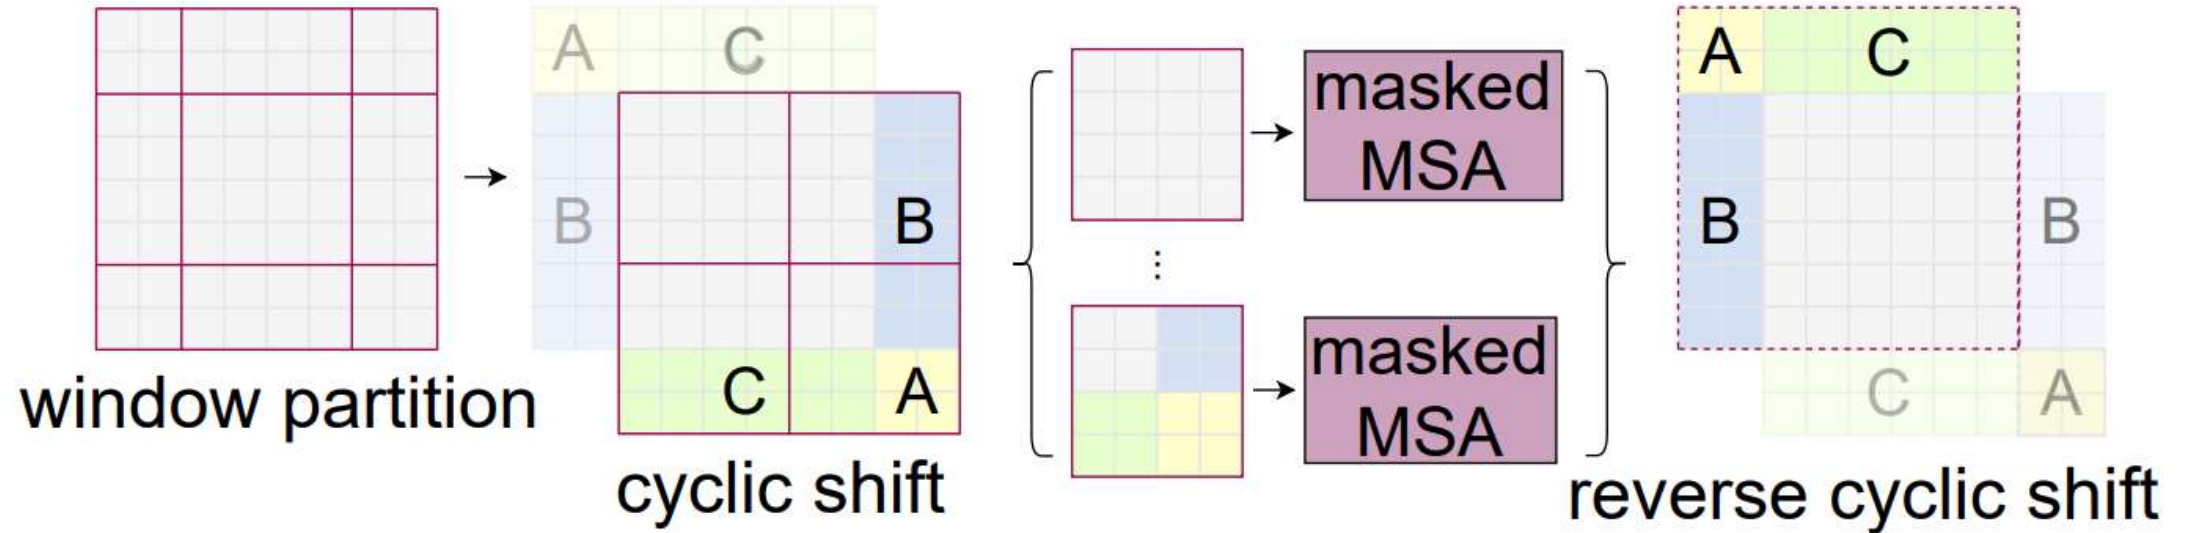 window partition
A
C
B
B
C
A
cyclic shift
masked
MSA
...
masked
MSA
A
C
B
B
C
A
reverse cyclic shift